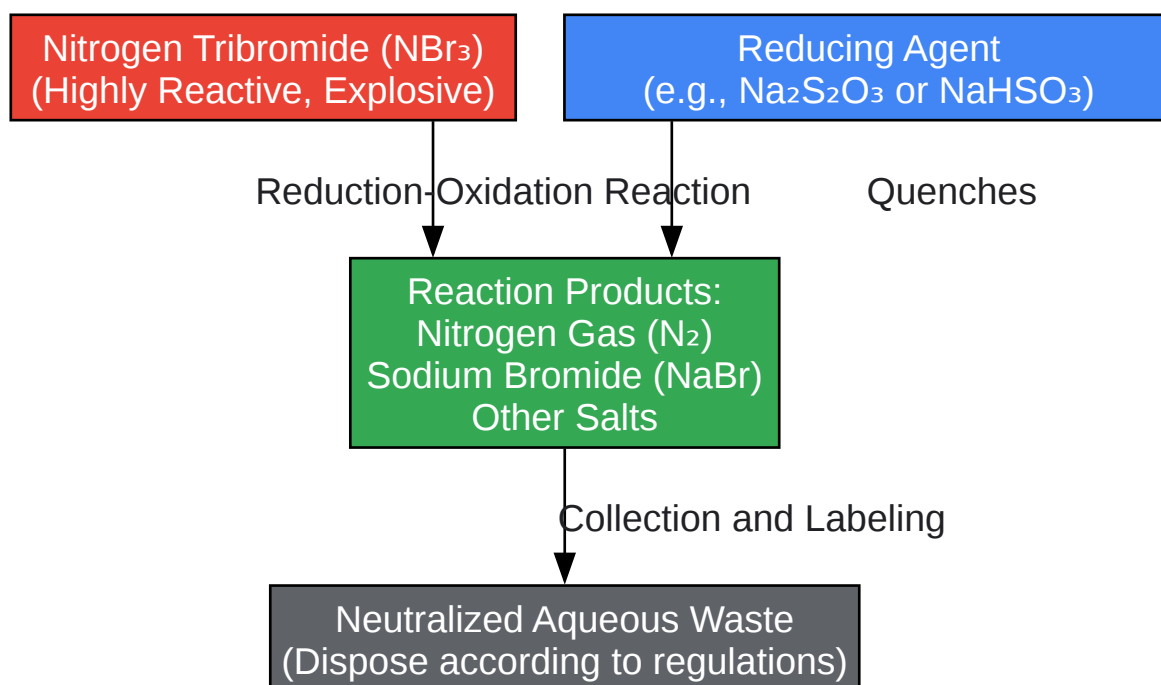 Nitrogen Tribromide (NBr₃)
(Highly Reactive, Explosive)
Reducing Agent
(e.g., Na₂S₂O₃ or NaHSO₃)
Reduction-Oxidation Reaction
Quenches
Reaction Products:
Nitrogen Gas (N₂)
Sodium Bromide (NaBr)
Other Salts
Collection and Labeling
Neutralized Aqueous Waste
(Dispose according to regulations)